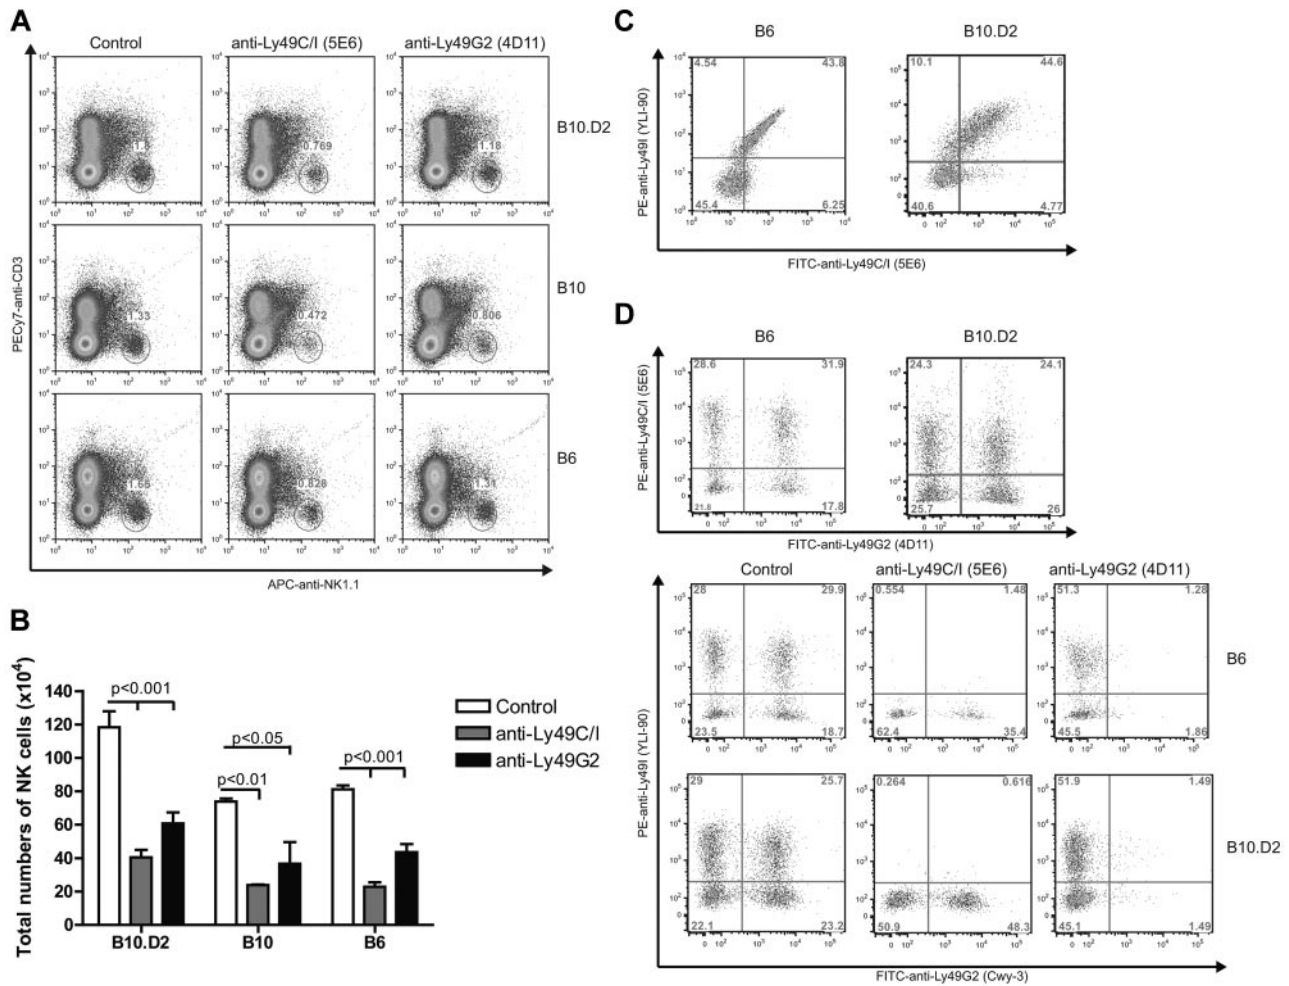 A
Control
anti-Ly49C/I (5E6)
anti-Ly49G2 (4D11)
0.769
1.18
B10.D2
1.33
0.472
0.806
B10
1.66
0.828
1.31
B6
PECy7-anti-CD3
APC-anti-NK1.1
B
Total numbers of NK cells (x10⁴)
140
120
100
80
60
40
20
0
p<0.001
p<0.05
p<0.01
p<0.001
Control
anti-Ly49C/I
anti-Ly49G2
B10.D2
B10
B6
C
B6
B10.D2
4.54
43.8
10.1
44.6
45.4
6.25
40.6
4.77
PE-anti-Ly49I (YLI-90)
FITC-anti-Ly49C/I (5E6)
D
B6
B10.D2
28.6
31.9
24.3
24.1
21.8
17.8
25.7
26
PE-anti-Ly49C/I (5E6)
FITC-anti-Ly49G2 (4D11)
Control
anti-Ly49C/I (5E6)
anti-Ly49G2 (4D11)
28
29.9
0.554
1.48
51.3
1.28
B6
23.5
18.7
62.4
35.4
45.5
1.86
29
25.7
0.264
0.616
51.9
1.49
B10.D2
22.1
23.2
50.9
48.3
45.1
1.49
PE-anti-Ly49I (YLI-90)
FITC-anti-Ly49G2 (Cwy-3)